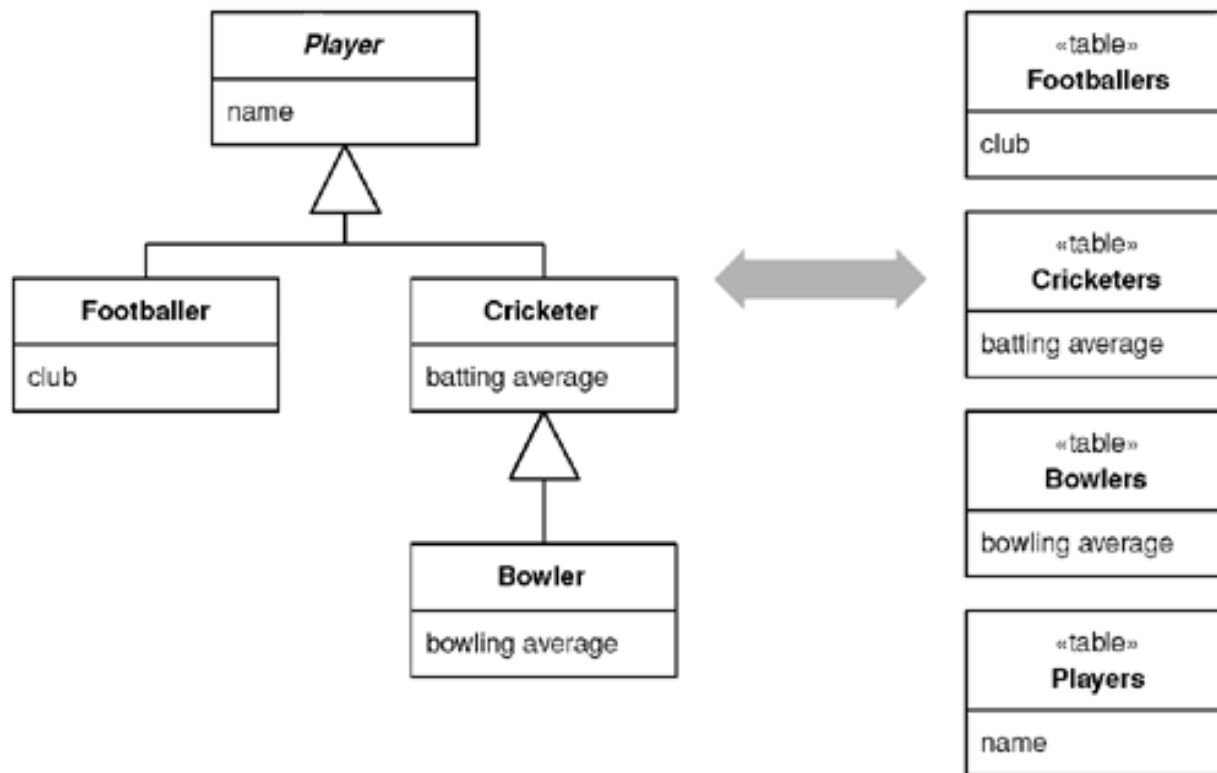 Player
name
Footballer
club
Cricketer
batting average
Bowler
bowling average
«table»
Footballers
club
«table»
Cricketers
batting average
«table»
Bowlers
bowling average
«table»
Players
name